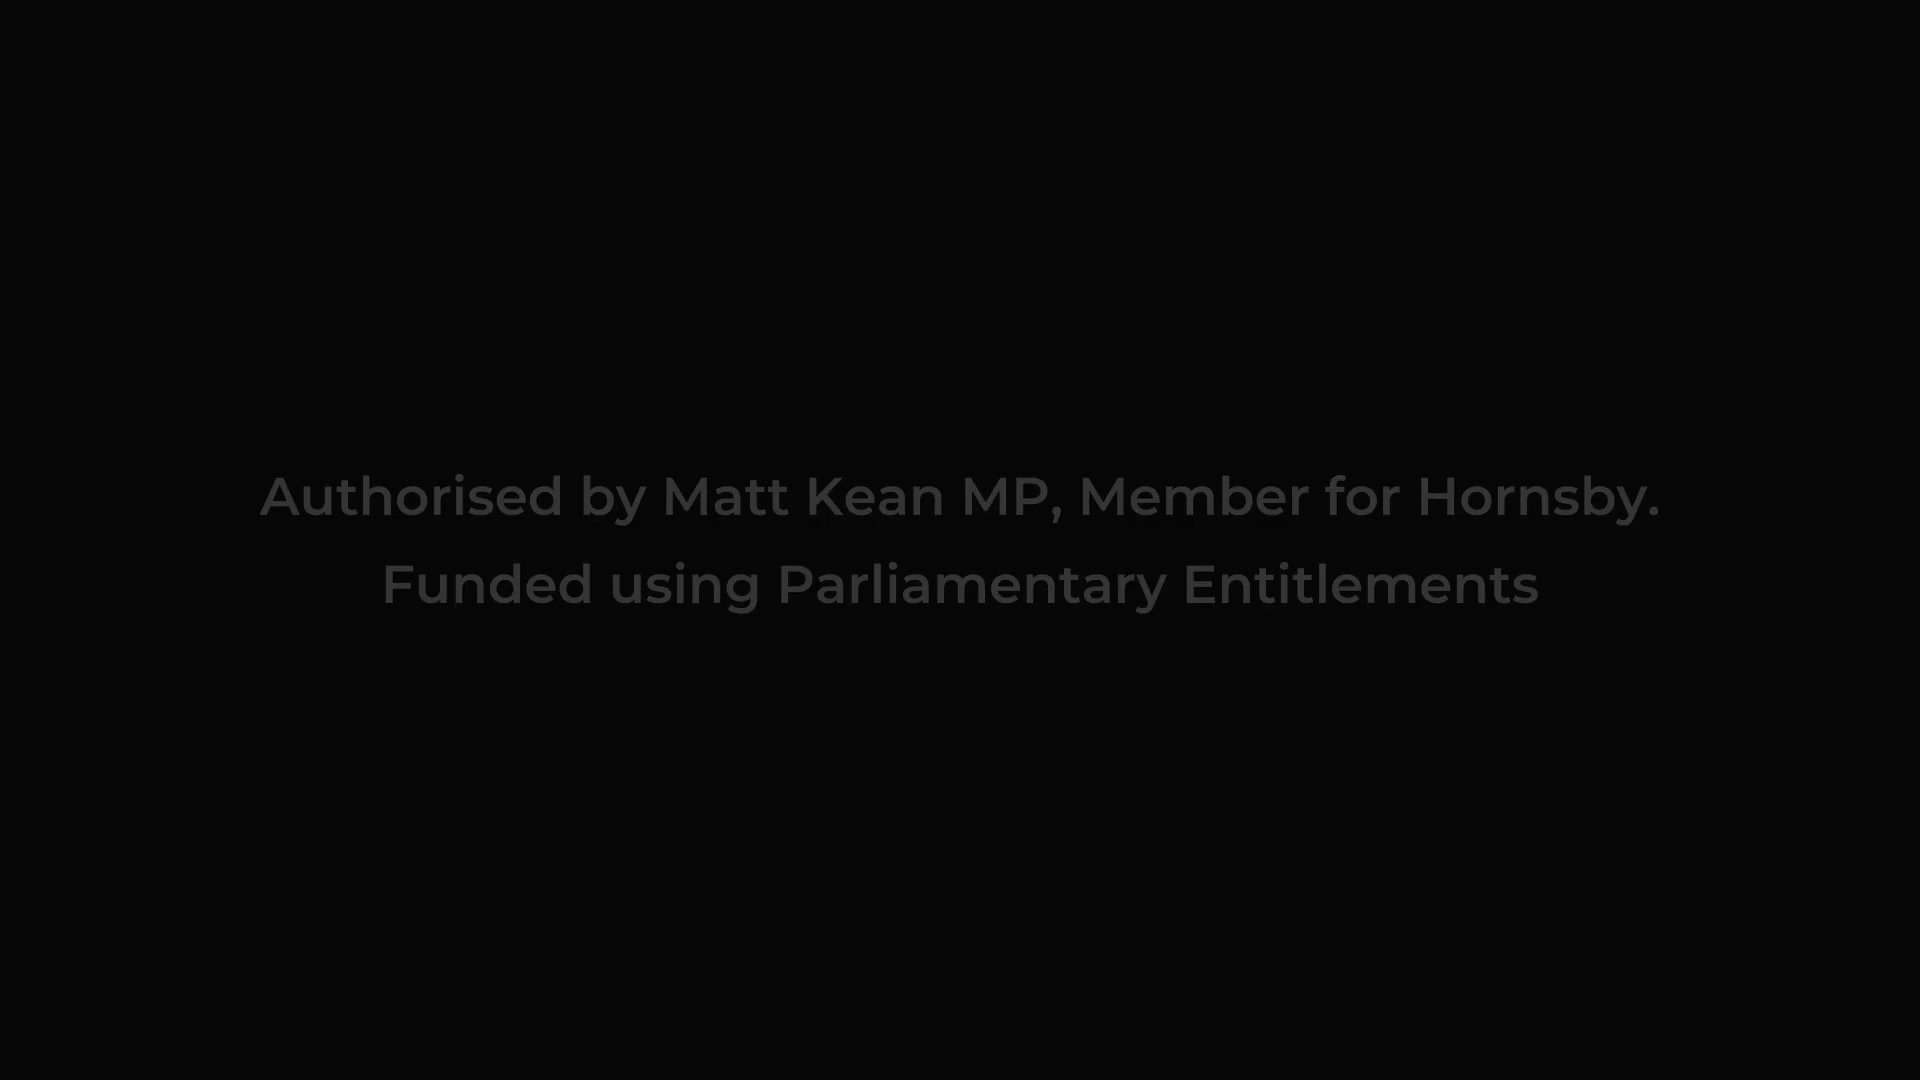 Authorised by Matt Kean MP, Member for Hornsby.
Funded using Parliamentary Entitlements